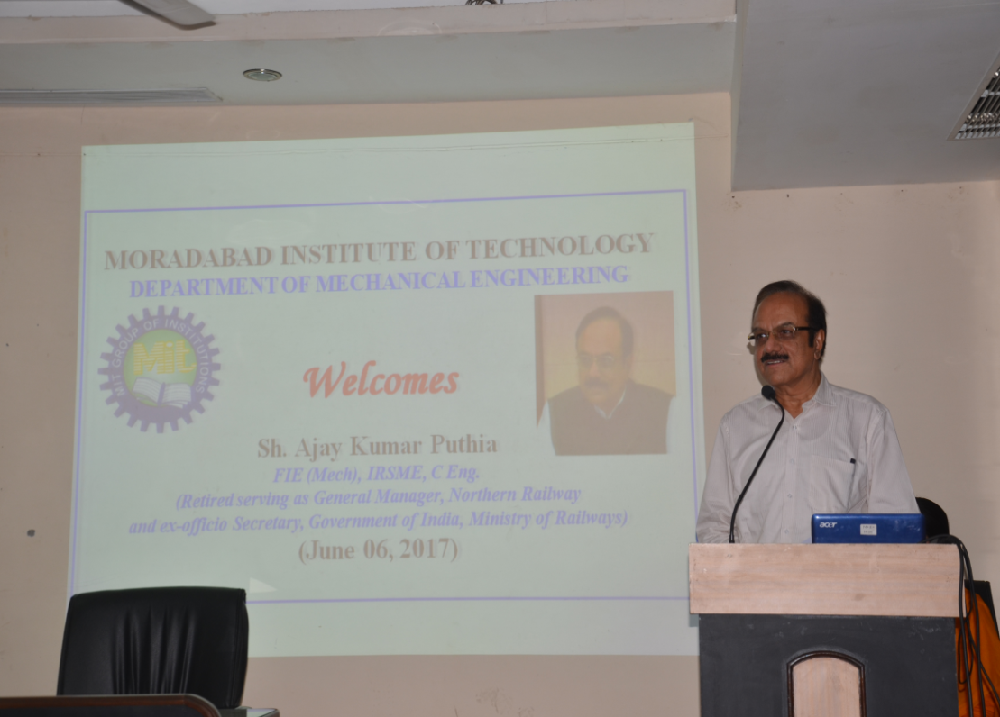 MORADABAD INSTITUTE OF TECHNOLOGY
DEPARTMENT OF MECHANICAL ENGINEERING
MIT GROUP OF INSTITUTIONS
MiT
Welcomes
Sh. Ajay Kumar Puthia
FIE (Mech), IRSME, C Eng.
(Retired serving as General Manager, Northern Railway
and ex-officio Secretary, Government of India, Ministry of Railways)
(June 06, 2017)
acer